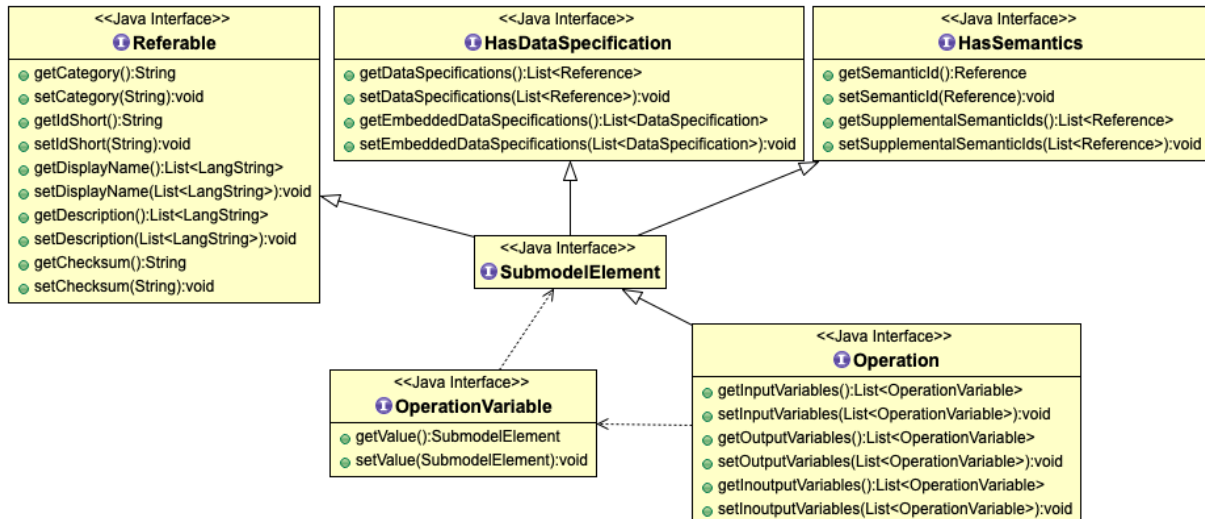 <<Java Interface>>
Referable
getCategory():String
setCategory(String):void
getIdShort():String
setIdShort(String):void
getDisplayName():List<LangString>
setDisplayName(List<LangString>):void
getDescription():List<LangString>
setDescription(List<LangString>):void
getChecksum():String
setChecksum(String):void
<<Java Interface>>
HasDataSpecification
getDataSpecifications():List<Reference>
setDataSpecifications(List<Reference>):void
getEmbeddedDataSpecifications():List<DataSpecification>
setEmbeddedDataSpecifications(List<DataSpecification>):void
<<Java Interface>>
HasSemantics
getSemanticId():Reference
setSemanticId(Reference):void
getSupplementalSemanticIds():List<Reference>
setSupplementalSemanticIds(List<Reference>):void
<<Java Interface>>
SubmodelElement
<<Java Interface>>
OperationVariable
getValue():SubmodelElement
setValue(SubmodelElement):void
<<Java Interface>>
Operation
getInputVariables():List<OperationVariable>
setInputVariables(List<OperationVariable>):void
getOutputVariables():List<OperationVariable>
setOutputVariables(List<OperationVariable>):void
getInoutputVariables():List<OperationVariable>
setInoutputVariables(List<OperationVariable>):void